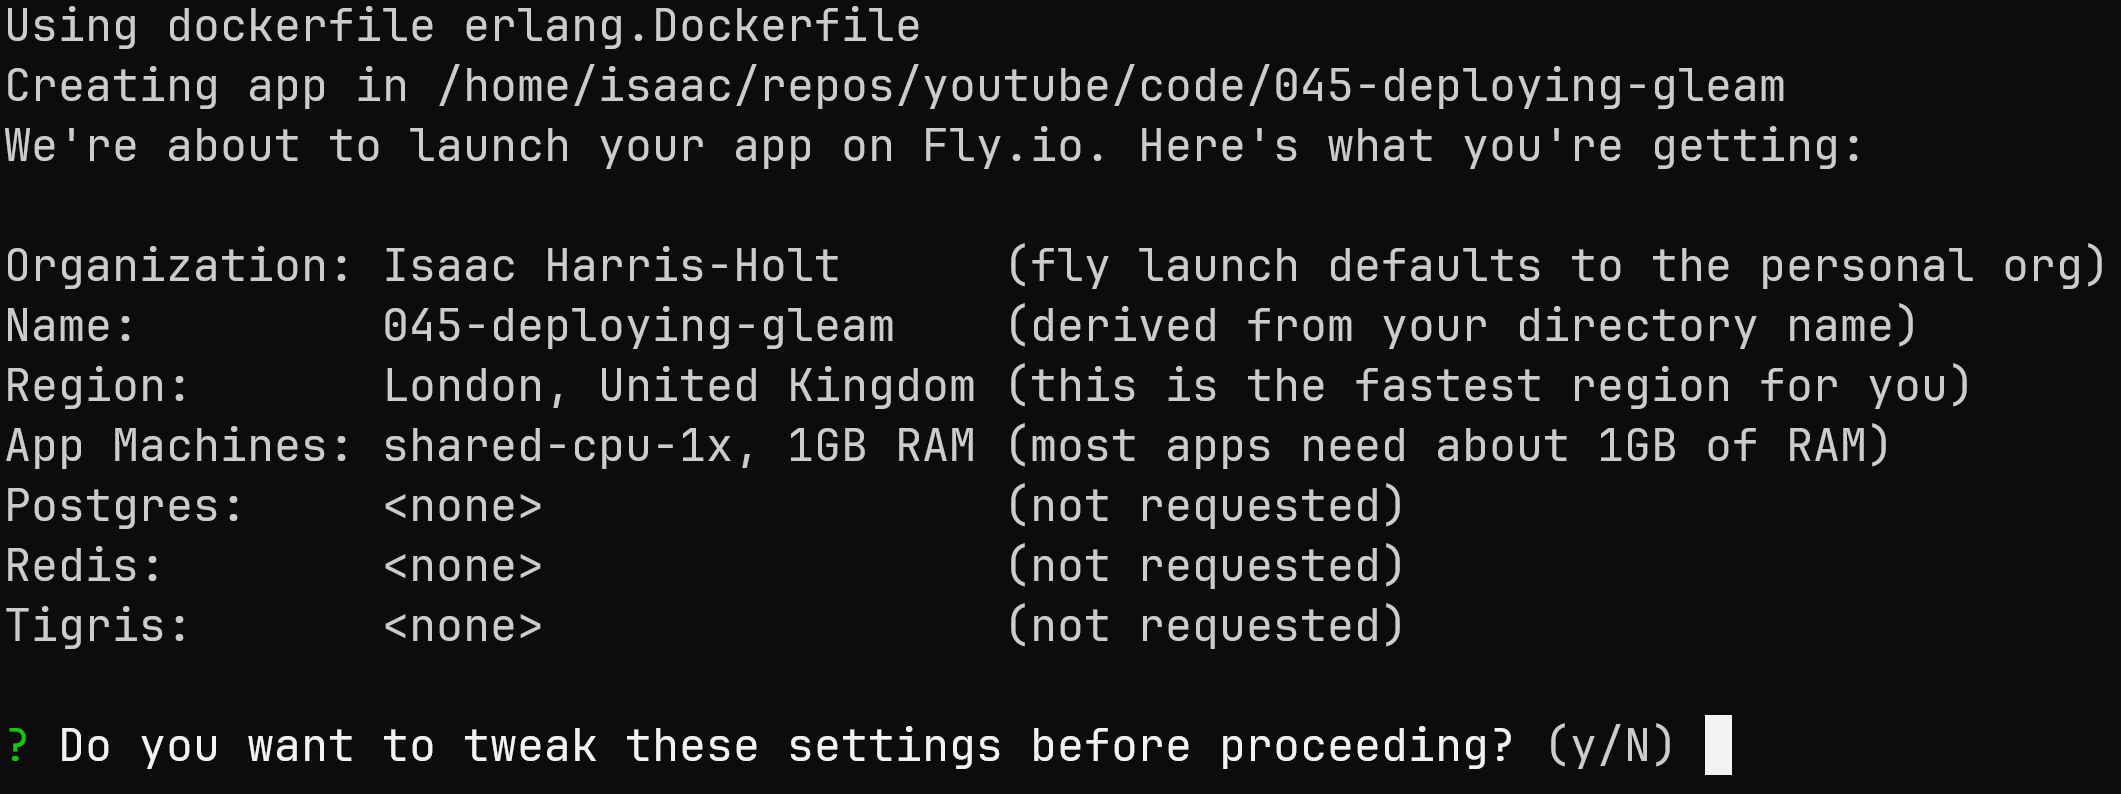 Using dockerfile erlang.Dockerfile
Creating app in /home/isaac/repos/youtube/code/045-deploying-gleam
We're about to launch your app on Fly.io. Here's what you're getting:
Organization: Isaac Harris-Holt      (fly launch defaults to the personal org)
Name:         045-deploying-gleam    (derived from your directory name)
Region:       London, United Kingdom (this is the fastest region for you)
App Machines: shared-cpu-1x, 1GB RAM (most apps need about 1GB of RAM)
Postgres:     <none>                 (not requested)
Redis:        <none>                 (not requested)
Tigris:       <none>                 (not requested)
? Do you want to tweak these settings before proceeding? (y/N)